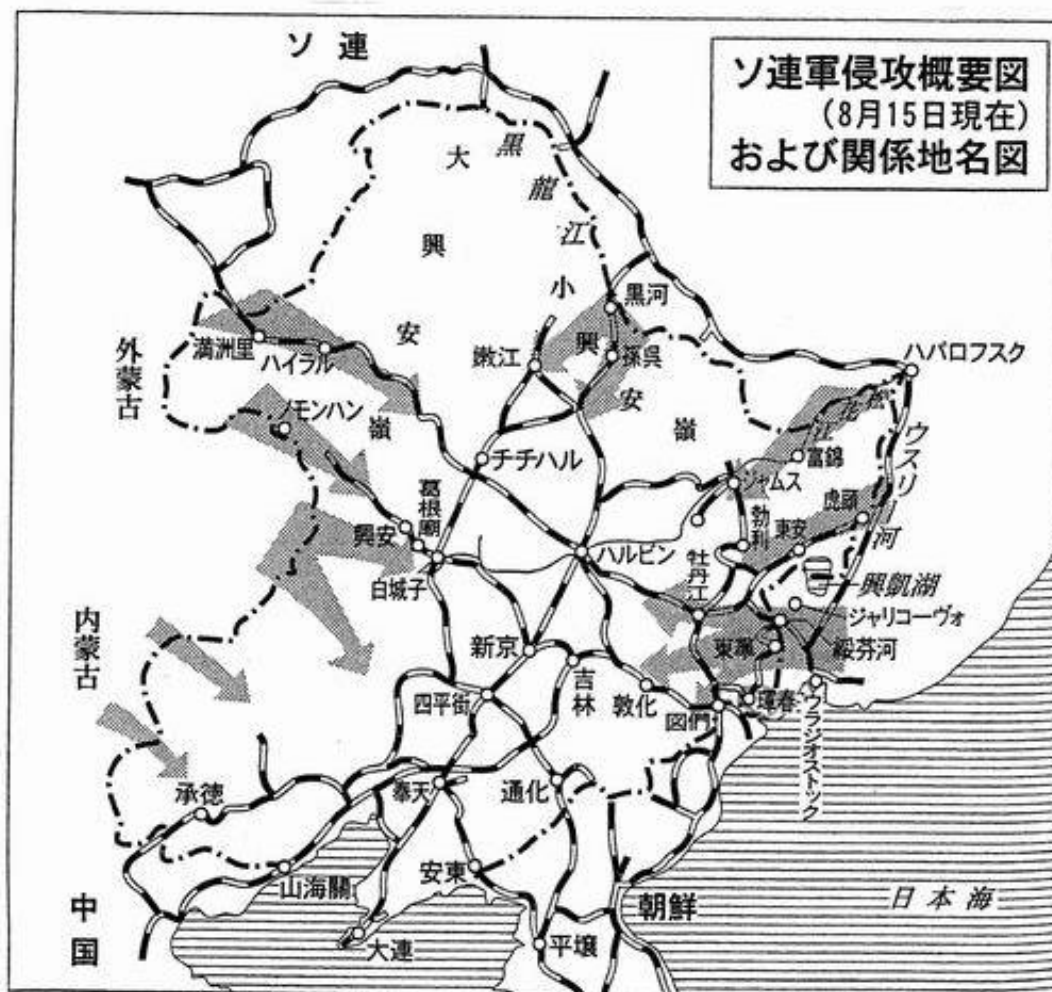 ソ連軍侵攻概要図
(8月15日現在)
および関係地名図
ソ連
大興安嶺
黒龍江
小興安嶺
外蒙古
満洲里
ハイラル
ノモンハン
嫩江
黒河
孫呉
ハバロフスク
チチハル
葛根廟
興安
白城子
ハルビン
富錦
ジャムス
勃利
虎頭
東安
ウスリー河
牡丹江
興凱湖
ジャリコーヴォ
綏芬河
東寧
内蒙古
新京
吉林
四平街
敦化
図們
琿春
ウラジオストック
承徳
奉天
通化
山海關
安東
中国
大連
朝鮮
平壌
日本海